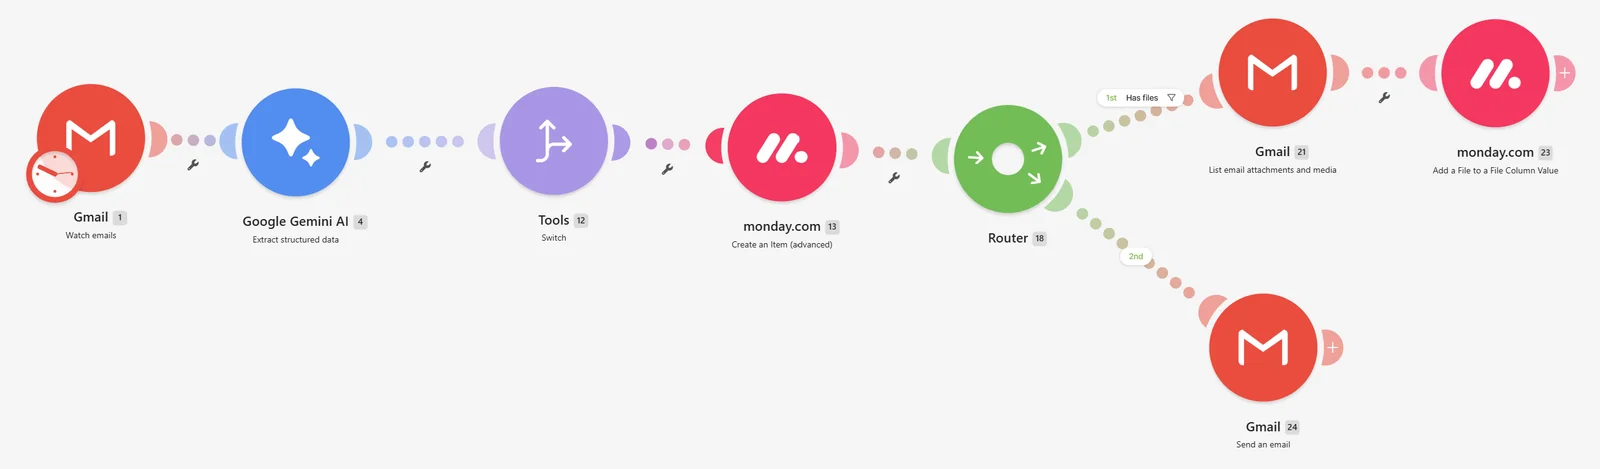 Gmail 1
Watch emails
Google Gemini AI 4
Extract structured data
Tools 12
Switch
monday.com 13
Create an Item (advanced)
Router 18
1st Has files
Gmail 21
List email attachments and media
monday.com 23
Add a File to a File Column Value
2nd
Gmail 24
Send an email